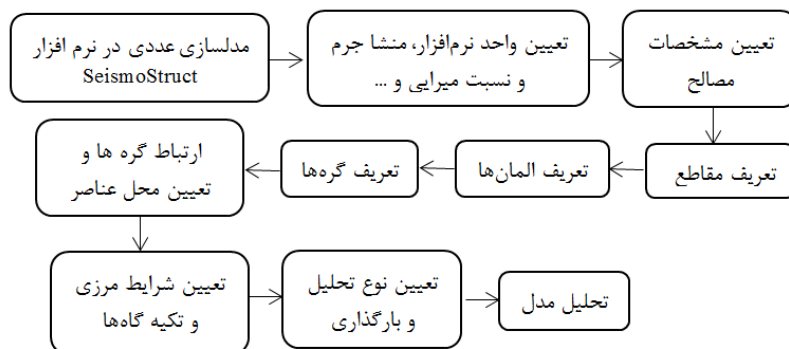 مدلسازی عددی در نرم افزار
SeismoStruct
تعیین واحد نرم‌افزار، منشا جرم
و نسبت میرایی و ...
تعیین مشخصات
مصالح
تعریف مقاطع
تعریف المان‌ها
تعریف گره‌ها
ارتباط گره ها و
تعیین محل عناصر
تعیین شرایط مرزی
و تکیه گاه‌ها
تعیین نوع تحلیل
و بارگذاری
تحلیل مدل